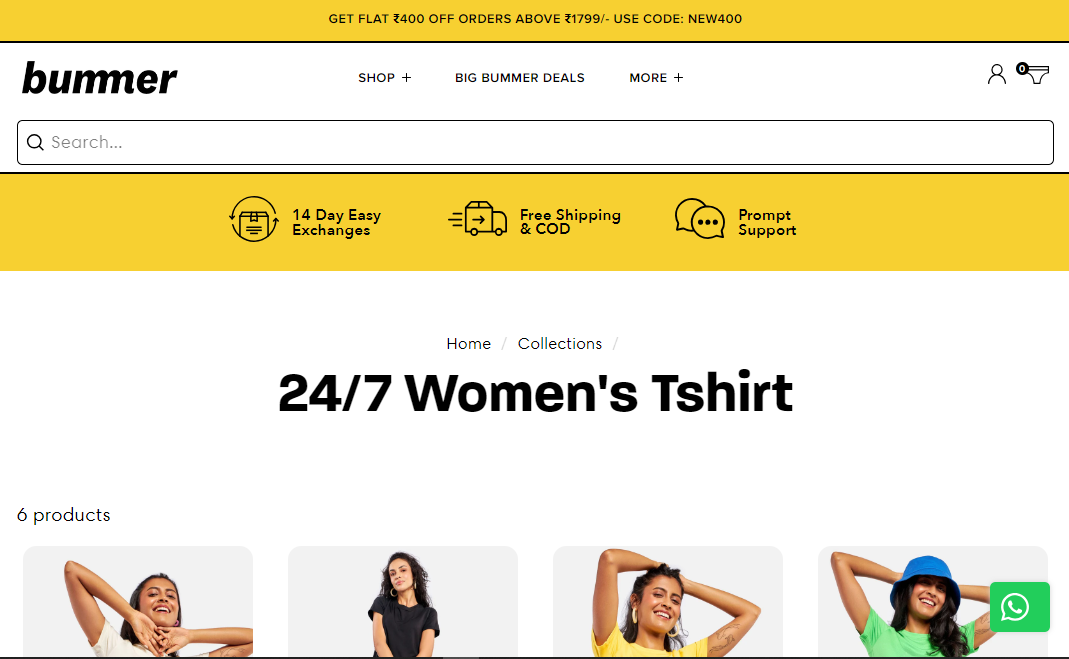 GET FLAT ₹400 OFF ORDERS ABOVE ₹1799/- USE CODE: NEW400
bummer
SHOP +
BIG BUMMER DEALS
MORE +
0
Search...
14 Day Easy
Exchanges
Free Shipping
& COD
Prompt
Support
Home / Collections /
24/7 Women's Tshirt
6 products